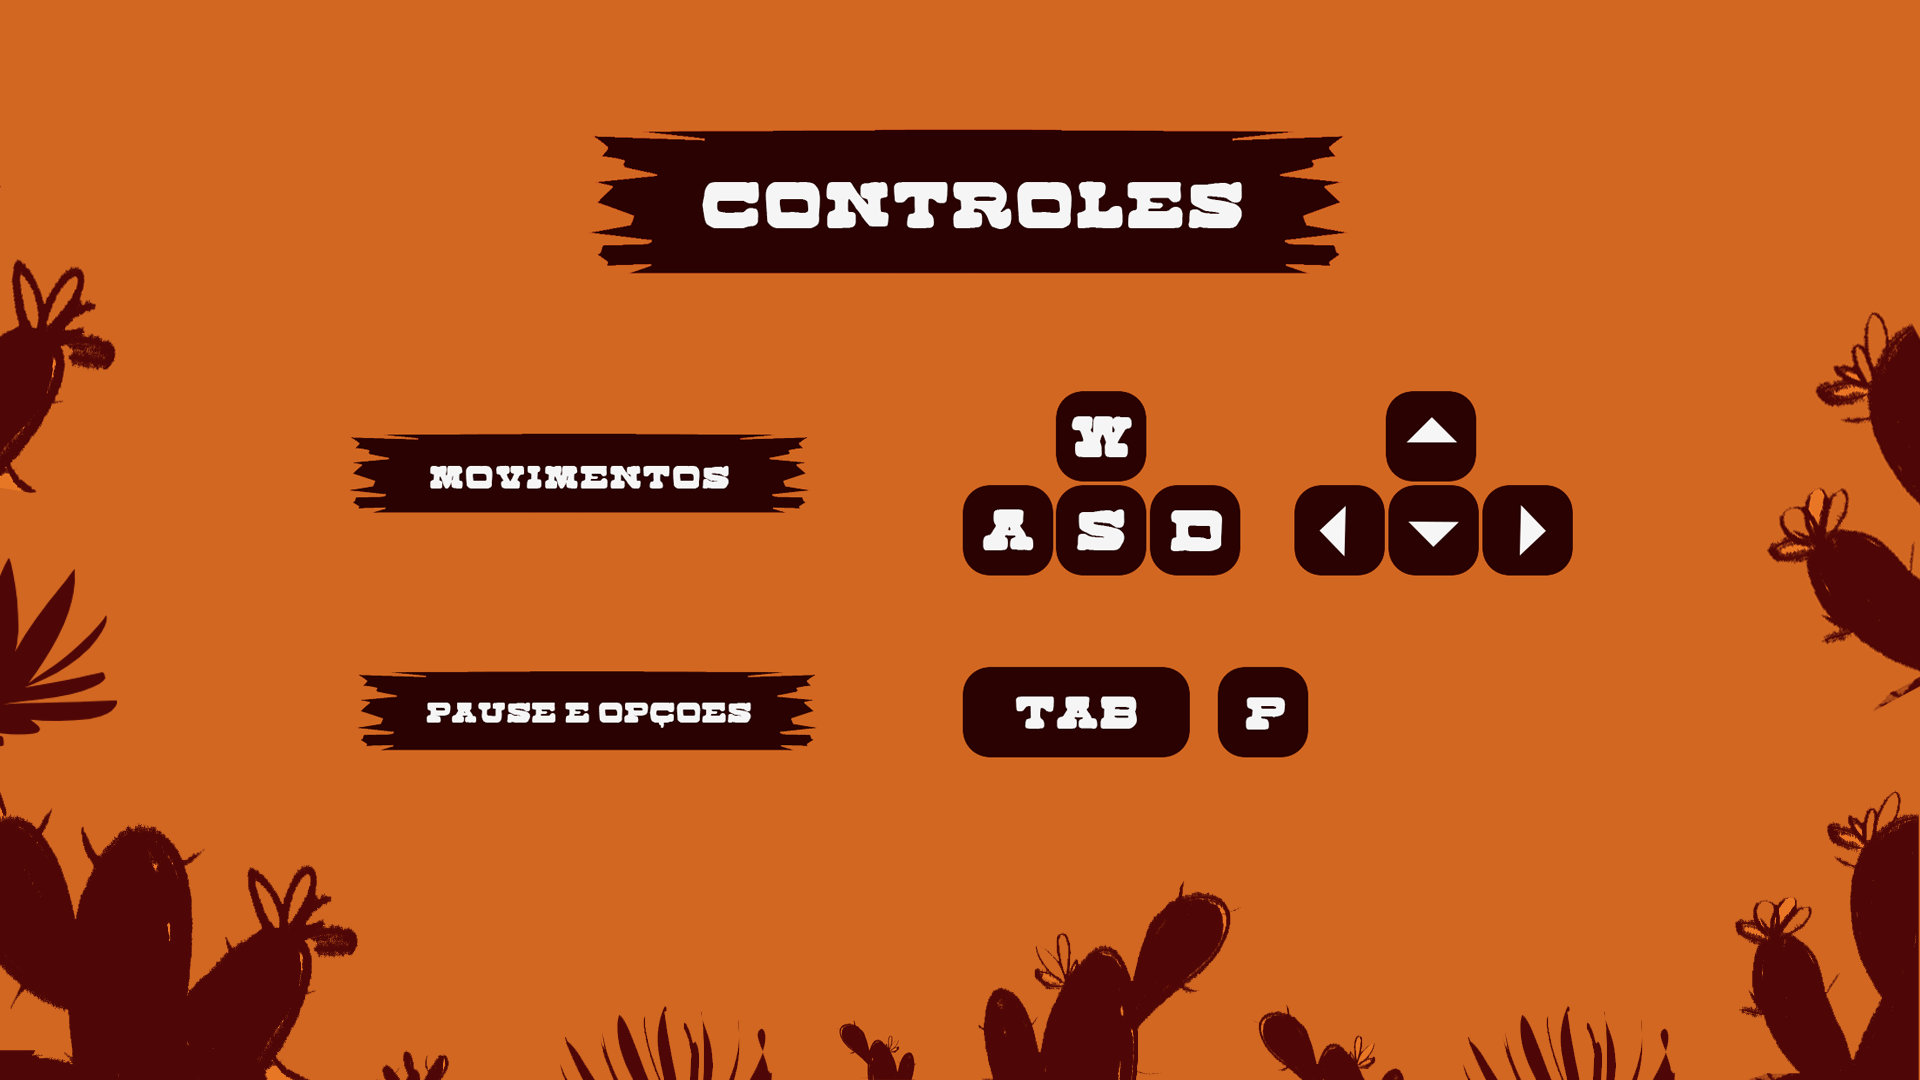 CONTROLES
MOVIMENTOS
W
A S D
PAUSE E OPÇOES
TAB P